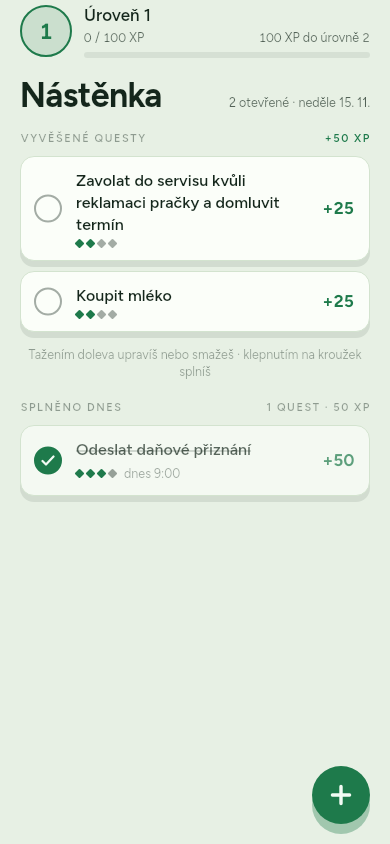 1
Úroveň 1
0 / 100 XP
100 XP do úrovně 2
Nástěnka
2 otevřené · neděle 15. 11.
VYVĚŠENÉ QUESTY
+50 XP
Zavolat do servisu kvůli
reklamaci pračky a domluvit
termín
+25
Koupit mléko
+25
Tažením doleva upravíš nebo smažeš · klepnutím na kroužek
splníš
SPLNĚNO DNES
1 QUEST · 50 XP
Odeslat daňové přiznání
dnes 9:00
+50